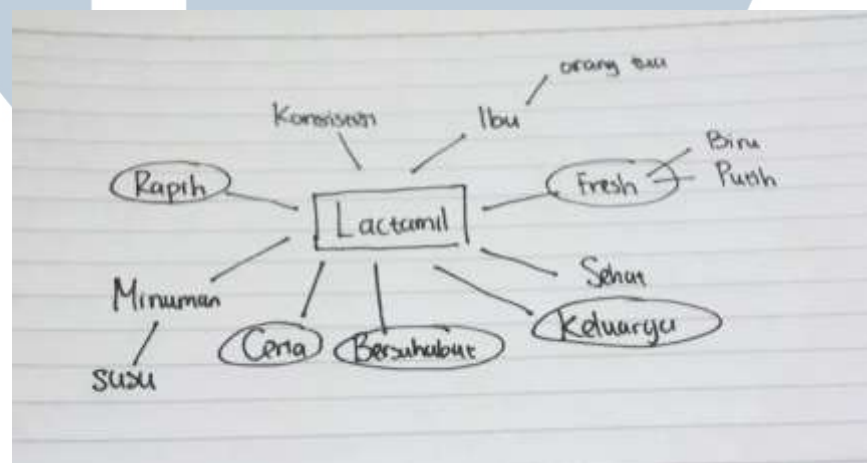 orang tua
Konsisten
Ibu
Biru
Rapih
Fresh
Putih
Lactamil
Sehat
Minuman
Keluarga
Ceria
Bersahabat
susu